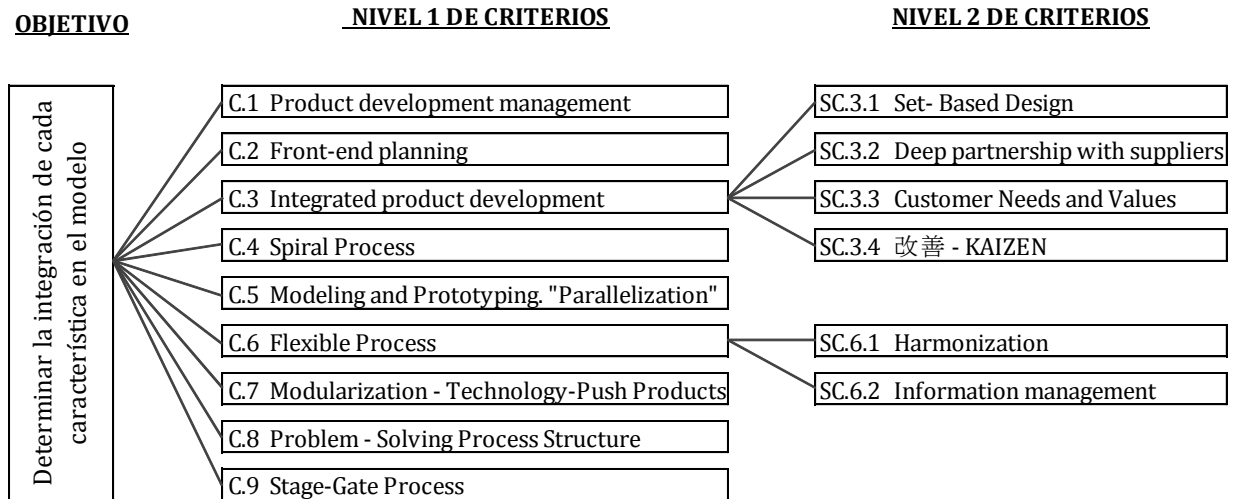 OBJETIVO
NIVEL 1 DE CRITERIOS
NIVEL 2 DE CRITERIOS
Determinar la integración de cada
característica en el modelo
C.1 Product development management
C.2 Front-end planning
C.3 Integrated product development
C.4 Spiral Process
C.5 Modeling and Prototyping. "Parallelization"
C.6 Flexible Process
C.7 Modularization - Technology-Push Products
C.8 Problem - Solving Process Structure
C.9 Stage-Gate Process
SC.3.1 Set- Based Design
SC.3.2 Deep partnership with suppliers
SC.3.3 Customer Needs and Values
SC.3.4 改善 - KAIZEN
SC.6.1 Harmonization
SC.6.2 Information management